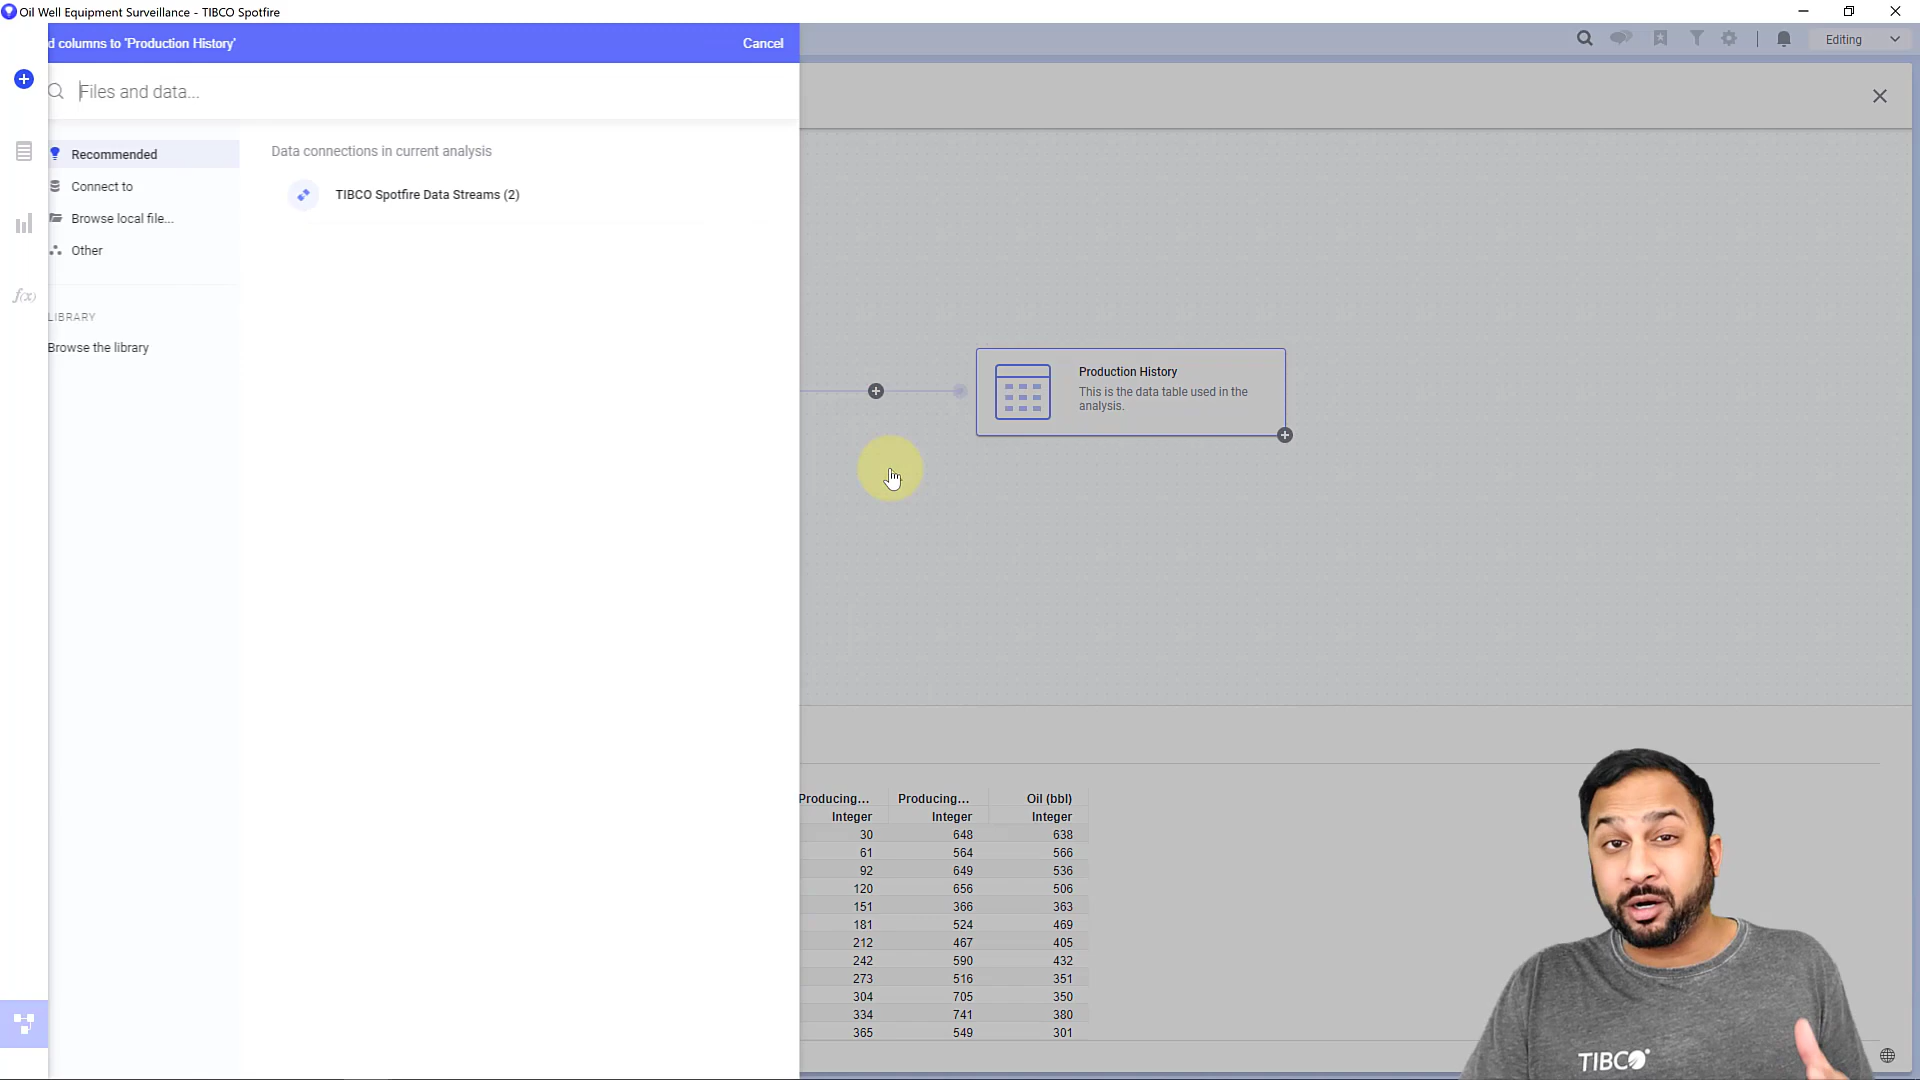 Oil Well Equipment Surveillance - TIBCO Spotfire
d columns to 'Production History'
Cancel
Editing
Files and data...
Recommended
Connect to
Browse local file...
Other
LIBRARY
Browse the library
Data connections in current analysis
TIBCO Spotfire Data Streams (2)
f(x)
Production History
This is the data table used in the
analysis.
Producing... Producing... Oil (bbl)
Integer Integer Integer
30 648 638
61 564 566
92 649 536
120 656 506
151 366 363
181 524 469
212 467 405
242 590 432
273 516 351
304 705 350
334 741 380
365 549 301
TIBCO